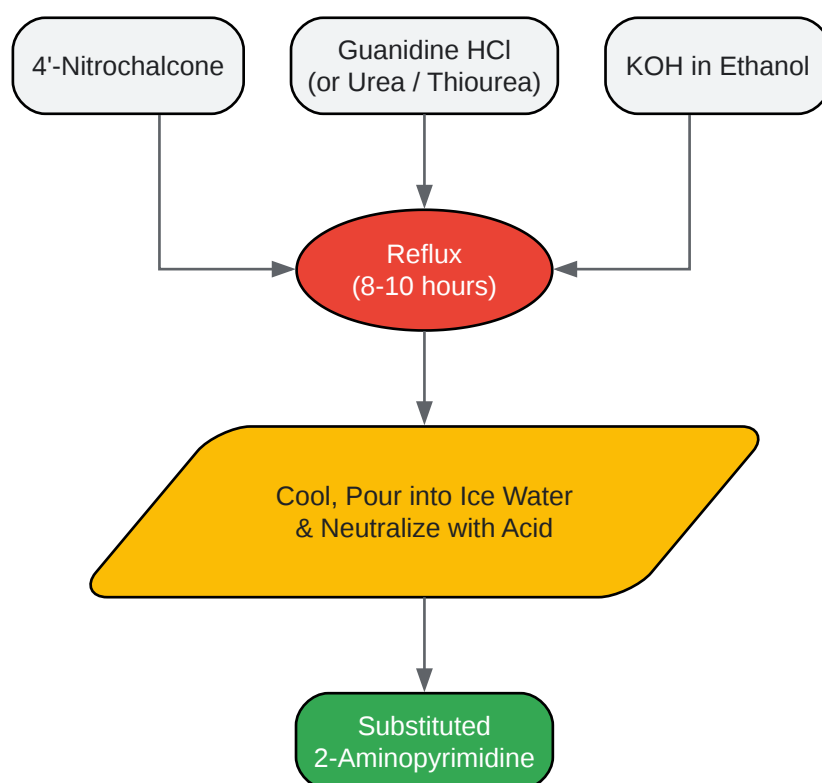 4'-Nitrochalcone
Guanidine HCl
(or Urea / Thiourea)
KOH in Ethanol
Reflux
(8-10 hours)
Cool, Pour into Ice Water
& Neutralize with Acid
Substituted
2-Aminopyrimidine